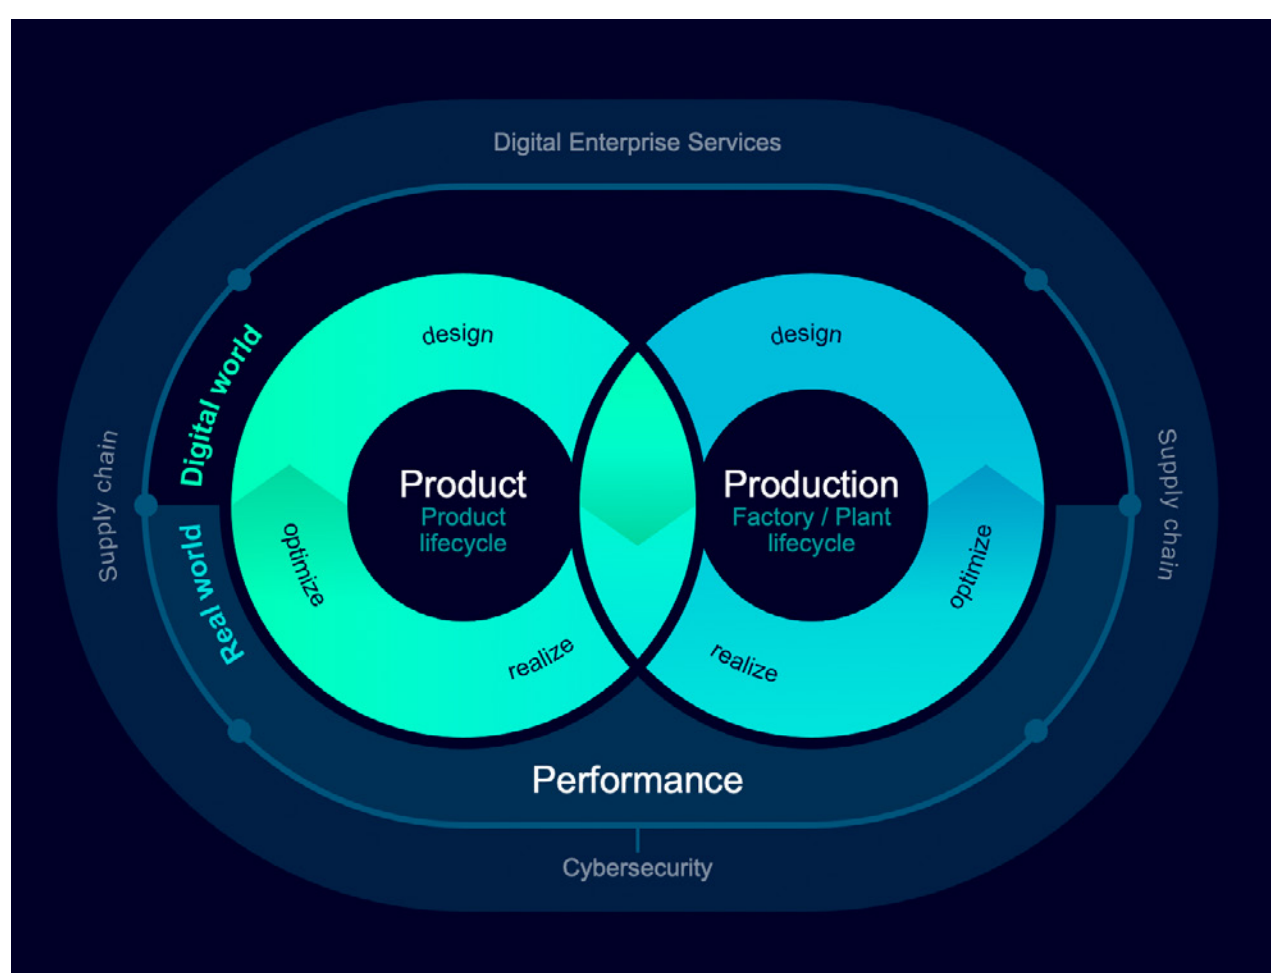 Digital Enterprise Services
design
design
Digital world
Supply chain
Supply chain
Product
Product
lifecycle
Production
Factory / Plant
lifecycle
Real world
optimize
optimize
realize
realize
Performance
Cybersecurity